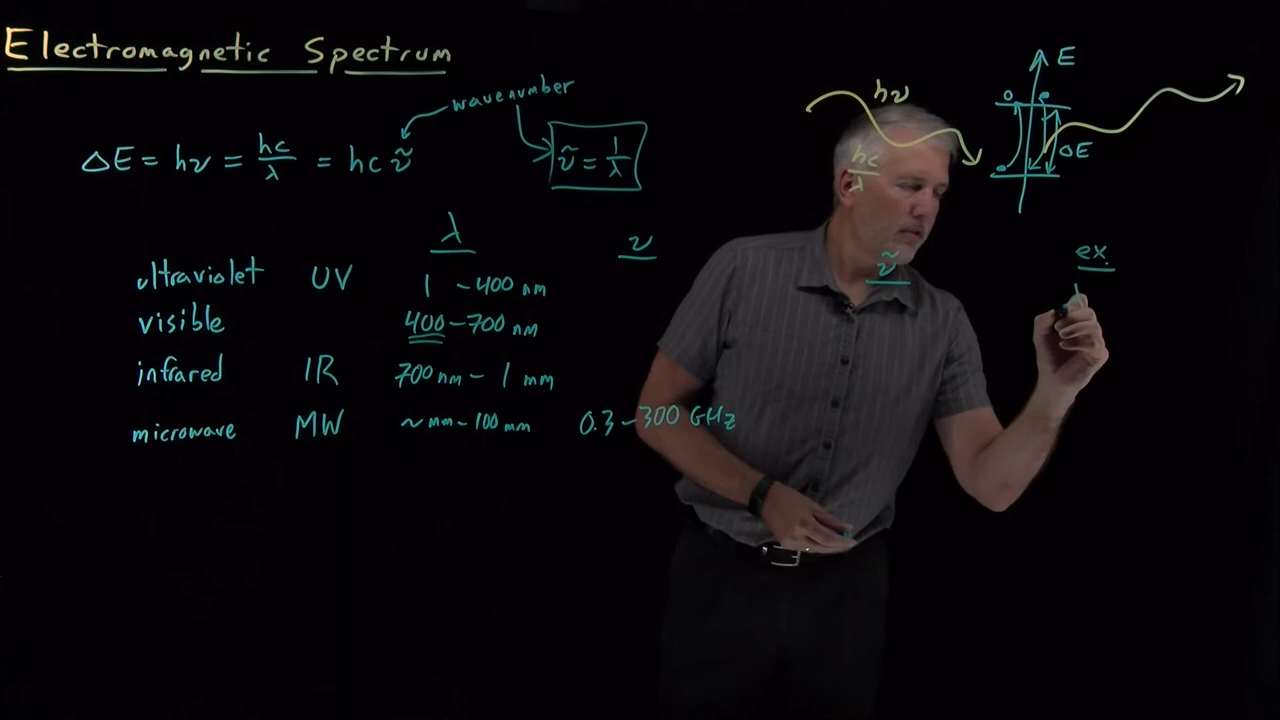 Electromagnetic Spectrum
wavenumber
ΔE = hν = hc/λ = hc ν̃
ν̃ = 1/λ
hν
hc/λ
E
ΔE
λ ν ν̃ ex.
ultraviolet UV 1 - 400 nm
visible 400 - 700 nm
infrared IR 700 nm - 1 mm
microwave MW ~ mm - 100 mm 0.3 - 300 GHz